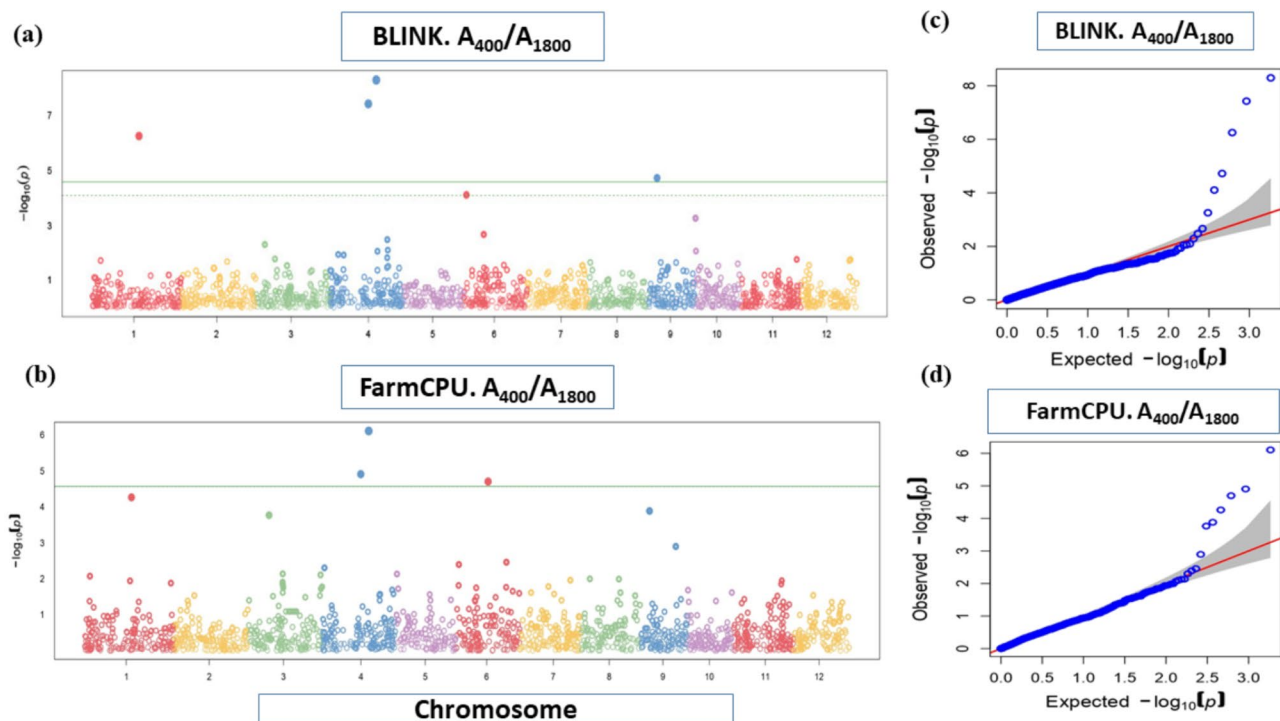 (a)
BLINK. A400/A1800
−log10(p)
7
5
3
1
1 2 3 4 5 6 7 8 9 10 11 12
(b)
FarmCPU. A400/A1800
−log10(p)
6
5
4
3
2
1
1 2 3 4 5 6 7 8 9 10 11 12
Chromosome
(c)
BLINK. A400/A1800
Observed −log10(p)
8
6
4
2
0
0.0 0.5 1.0 1.5 2.0 2.5 3.0
Expected −log10(p)
(d)
FarmCPU. A400/A1800
Observed −log10(p)
6
5
4
3
2
1
0
0.0 0.5 1.0 1.5 2.0 2.5 3.0
Expected −log10(p)